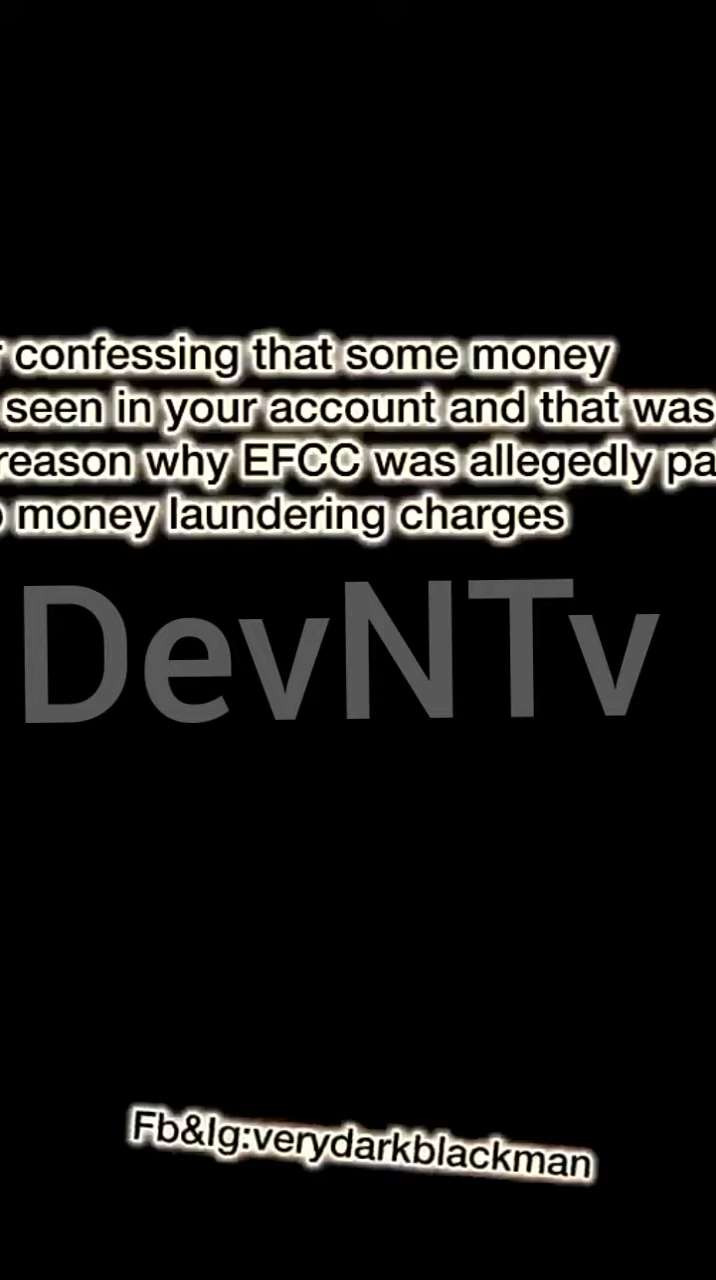 confessing that some money
seen in your account and that was
reason why EFCC was allegedly pa
money laundering charges
DevNTv
Fb&Ig:verydarkblackman